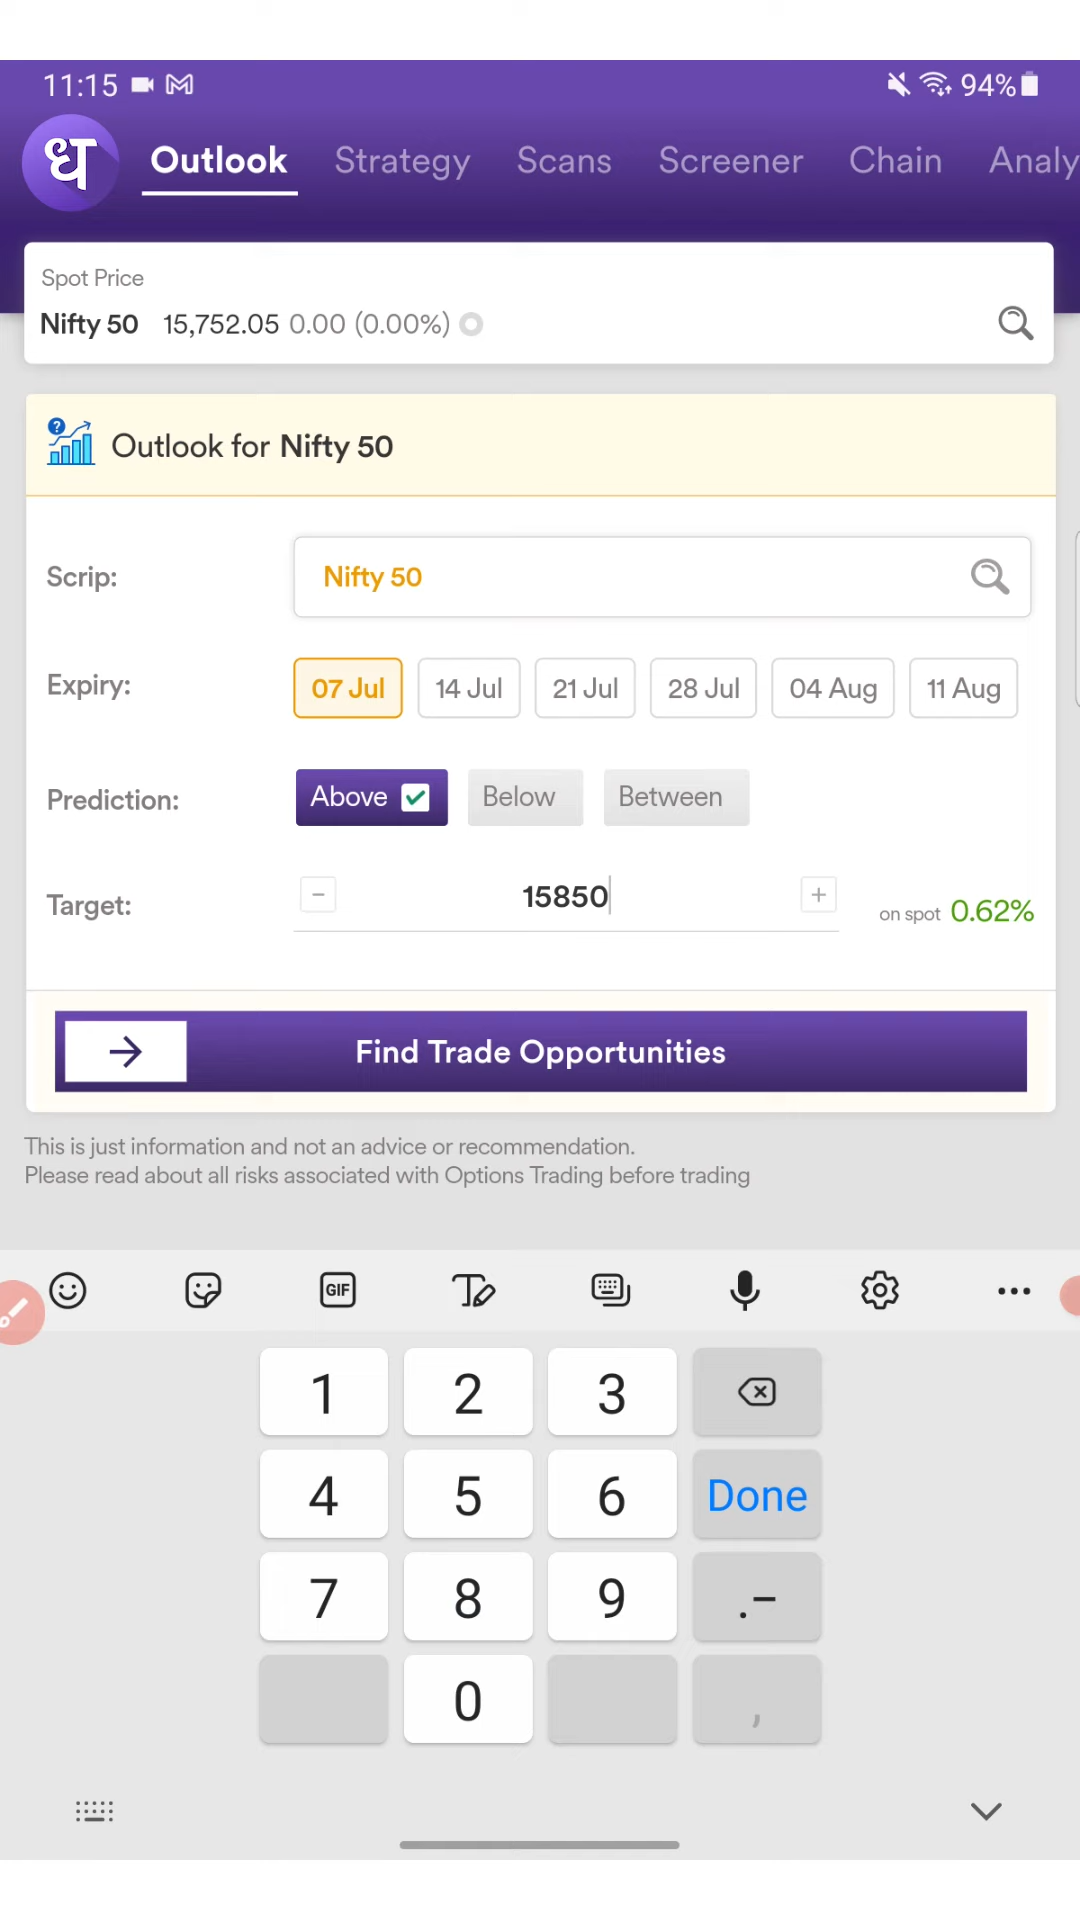 11:15 94%
ध Outlook Strategy Scans Screener Chain Analy
Spot Price
Nifty 50 15,752.05 0.00 (0.00%)
? Outlook for Nifty 50
Scrip: Nifty 50
Expiry: 07 Jul 14 Jul 21 Jul 28 Jul 04 Aug 11 Aug
Prediction: Above Below Between
Target: − 15850 + on spot 0.62%
→ Find Trade Opportunities
This is just information and not an advice or recommendation.
Please read about all risks associated with Options Trading before trading
GIF T
1 2 3
4 5 6 Done
7 8 9 .–
0 ,